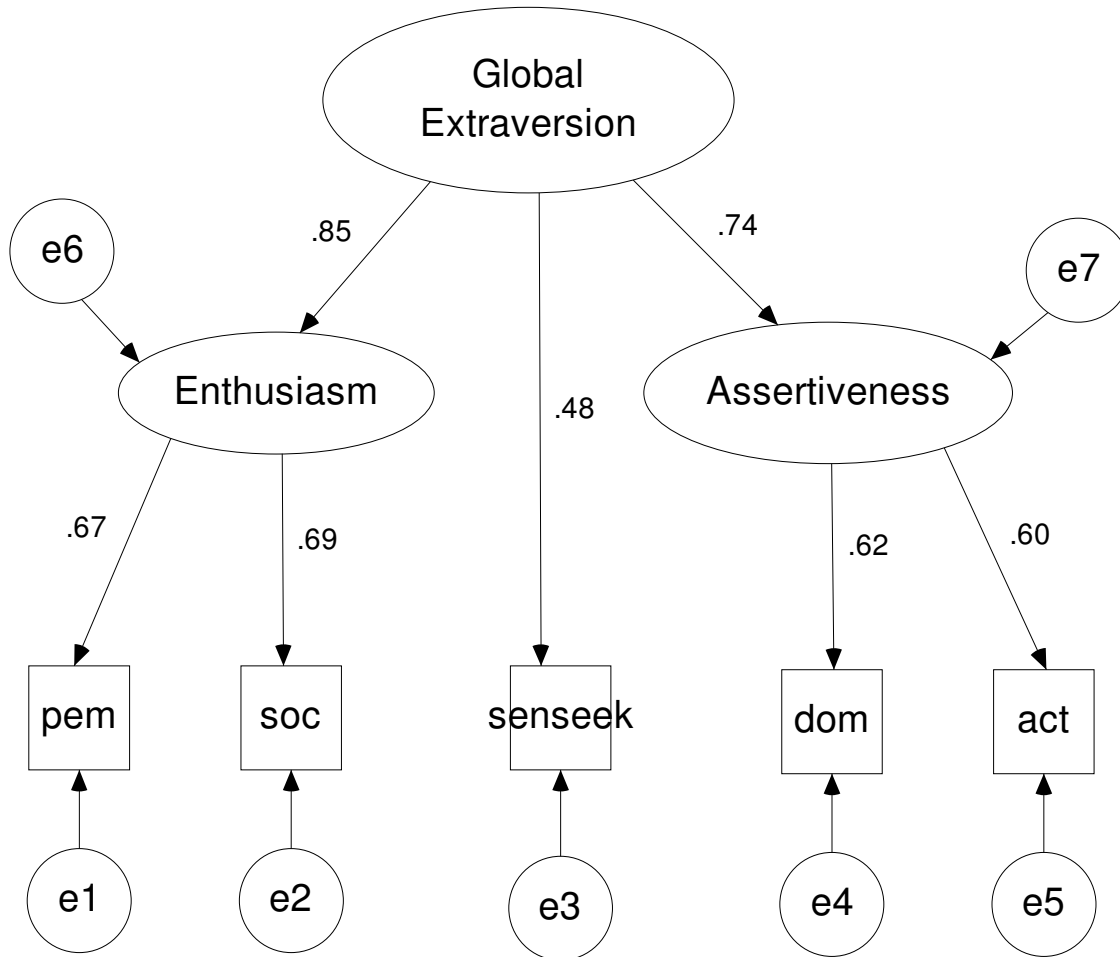 Global
Extraversion
.85
.74
e6
e7
Enthusiasm
Assertiveness
.48
.67
.69
.62
.60
pem
soc
senseek
dom
act
e1
e2
e3
e4
e5